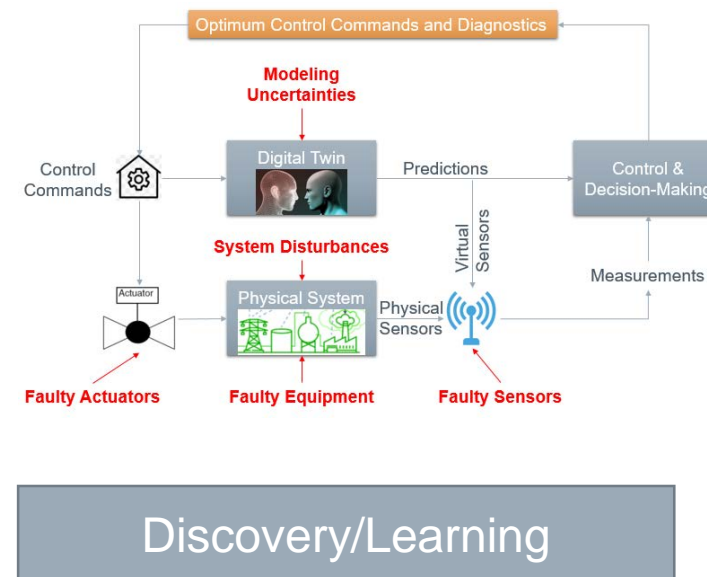 Optimum Control Commands and Diagnostics
Modeling
Uncertainties
Digital Twin
Control
Commands
Predictions
Control &
Decision-Making
Virtual
Sensors
System Disturbances
Measurements
Actuator
Physical System
Physical
Sensors
Faulty Actuators
Faulty Equipment
Faulty Sensors
Discovery/Learning